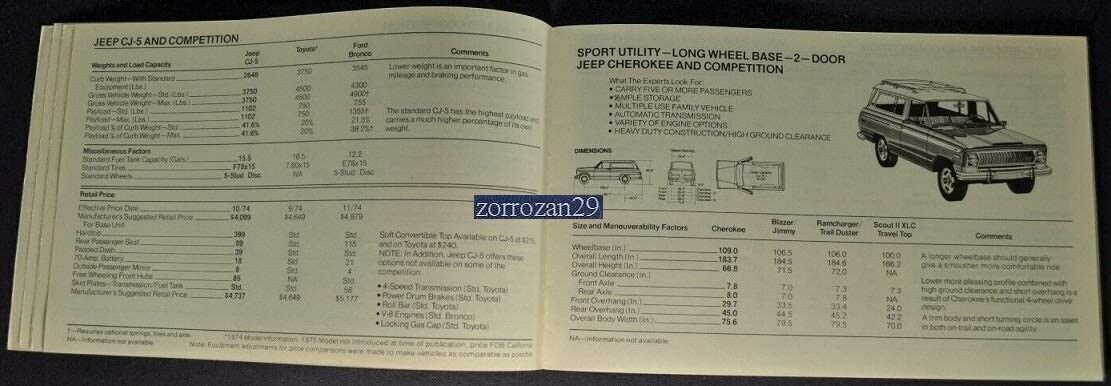 JEEP CJ-5 AND COMPETITION
Jeep CJ-5 Toyota* Ford Bronco Comments
Weights and Load Capacity
Curb Weight—With Standard Equipment (Lbs.) 2648 3750 3545 Lower weight is an important factor in gas
mileage and braking performance.
Gross Vehicle Weight—Std. (Lbs.) 3750 4500 4300
Gross Vehicle Weight—Max. (Lbs.) 3750 4500 4900†
Payload—Std. (Lbs.) 1102 750 755 The standard CJ-5 has the highest payload and
Payload—Max. (Lbs.) 1102 750 1355† carries a much higher percentage of its own
Payload % of Curb Weight—Std. 41.6% 20% 21.3% weight.
Payload % of Curb Weight—Max. 41.6% 20% 38.2%†
Miscellaneous Factors
Standard Fuel Tank Capacity (Gals.) 15.5 16.5 12.2
Standard Tires F78x15 7.60x15 E78x15
Standard Wheels 5-Stud Disc. NA 5-Stud Disc
Retail Price
Effective Price Date 10/74 9/74 11/74
Manufacturer's Suggested Retail Price $4,099 $4,649 $4,979
For Base Unit
Hardtop 399 Std. Std. Soft Convertible Top Available on CJ-5 at $215,
Rear Passenger Seat 89 Std. 115 and on Toyota at $240.
Padded Dash 39 Std. Std. NOTE: In Addition, Jeep CJ-5 offers these
70-Amp. Battery 18 Std. 21 options not available on some of the
Outside Passenger Mirror 8 Std. 4 competition.
Free Wheeling Front Hubs 85 NA Std.
Skid Plates—Transmission/Fuel Tank Std. Std. 58
Manufacturer's Suggested Retail Price $4,737 $4,649 $5,177
• 4-Speed Transmission (Std. Toyota)
• Power Drum Brakes (Std. Toyota)
• Roll Bar (Std. Toyota)
• V-8 Engines (Std. Bronco)
• Locking Gas Cap (Std. Toyota)
†—Requires optional springs, tires and axle.
NA—Information not available.
*1974 Model information. 1975 Model not introduced at time of publication, price FOB California
Note: Equipment adjustments for price comparisons were made to make vehicles as comparable as possible
zorrozan29
SPORT UTILITY—LONG WHEEL BASE—2—DOOR
JEEP CHEROKEE AND COMPETITION
What The Experts Look For:
• CARRY FIVE OR MORE PASSENGERS
• AMPLE STORAGE
• MULTIPLE USE FAMILY VEHICLE
• AUTOMATIC TRANSMISSION
• VARIETY OF ENGINE OPTIONS
• HEAVY DUTY CONSTRUCTION/HIGH GROUND CLEARANCE
DIMENSIONS
Size and Maneuverability Factors Cherokee Blazer/ Jimmy Ramcharger/ Trail Duster Scout II XLC Travel Top Comments
Wheelbase (In.) 109.0 106.5 106.0 100.0 A longer wheelbase should generally
Overall Length (In.) 183.7 184.5 184.6 166.2 give a smoother more comfortable ride.
Overall Height (In.) 66.8 71.5 72.0 NA
Ground Clearance (In.)
Front Axle 7.8 7.0 7.3 7.3 Lower more pleasing profile combined with
Rear Axle 8.0 7.0 7.8 NA high ground clearance and short overhang is a
Front Overhang (In.) 29.7 33.5 33.4 24.0 result of Cherokee's functional 4-wheel drive
design.
Rear Overhang (In.) 45.0 44.5 45.2 42.2 A trim body and short turning circle is an asset
Overall Body Width (In.) 75.6 79.5 79.5 70.0 in both on-trail and on-road agility.
NA—Information not available.